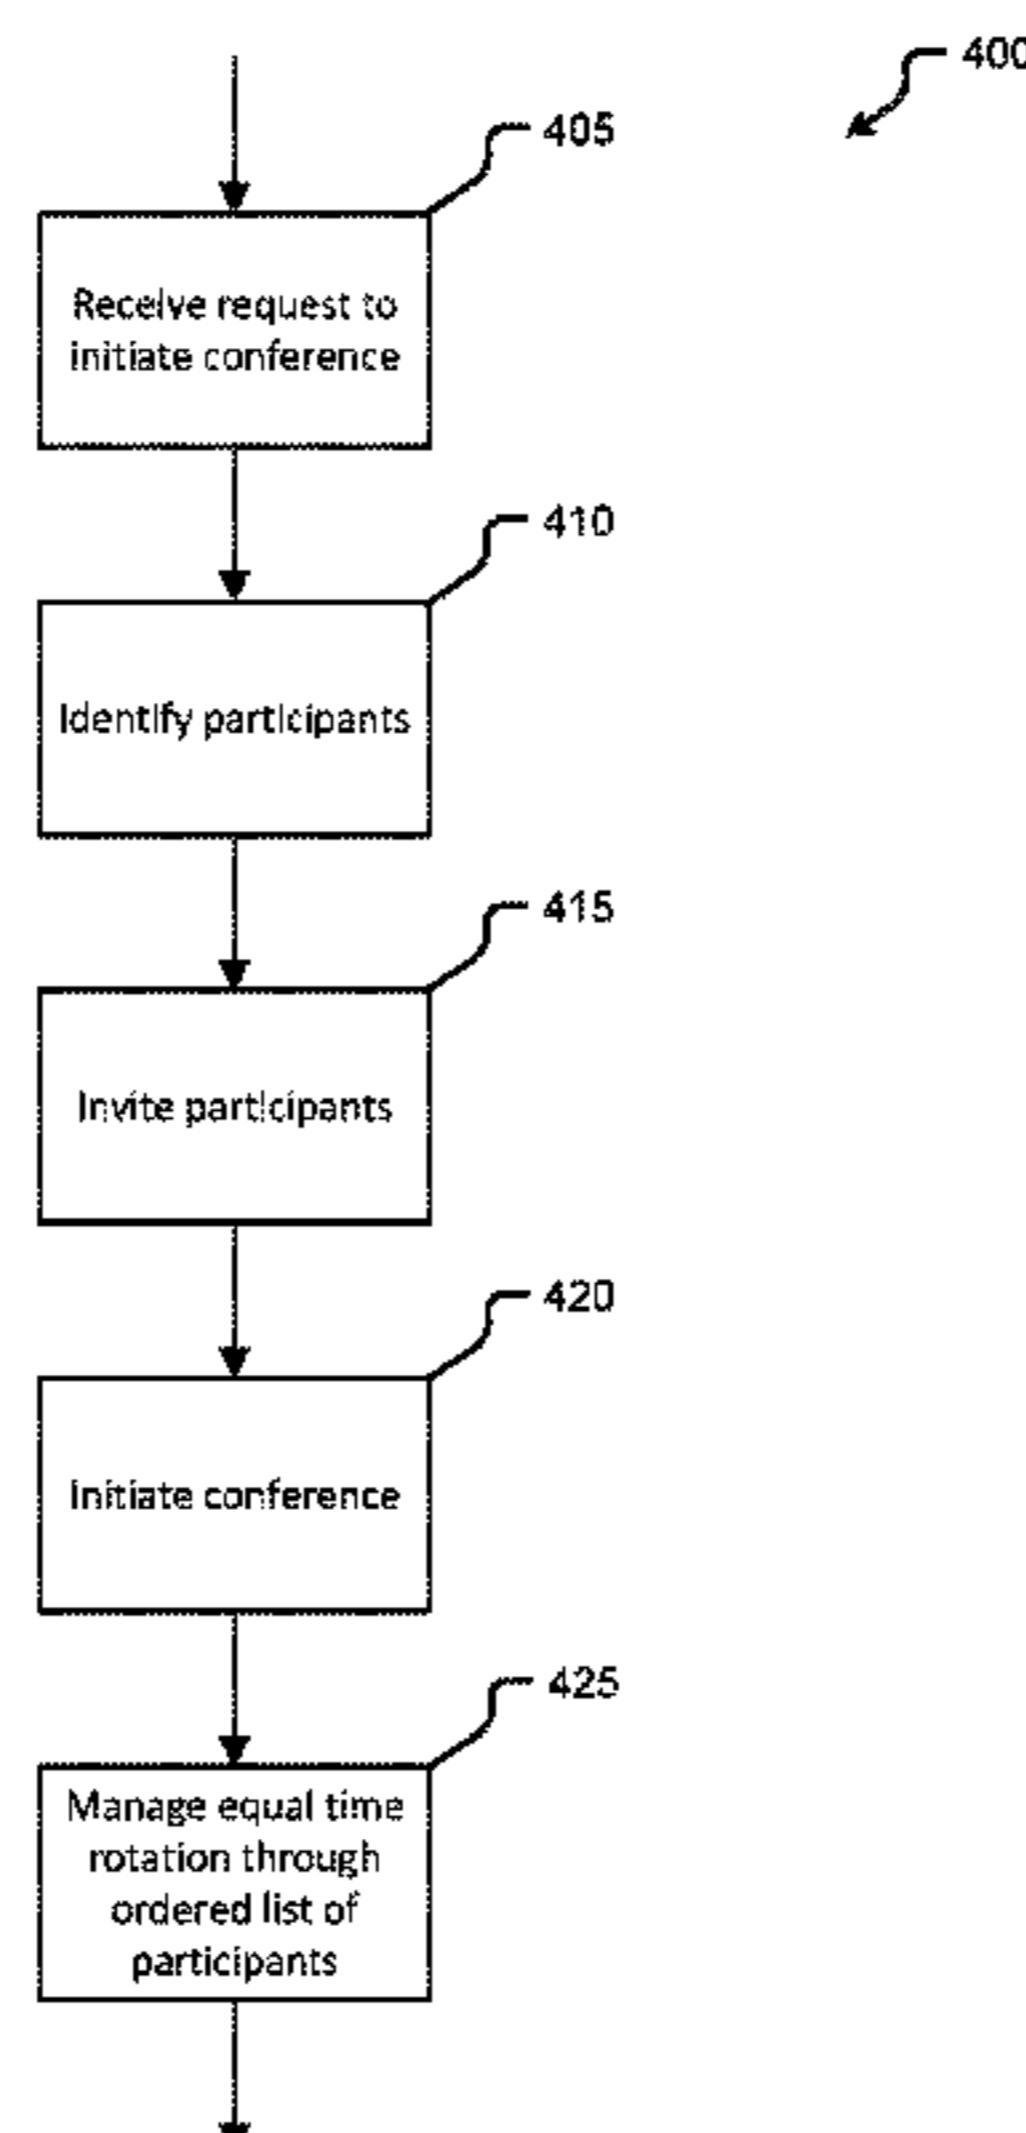 400
405
Receive request to
initiate conference
410
Identify participants
415
Invite participants
420
Initiate conference
425
Manage equal time
rotation through
ordered list of
participants